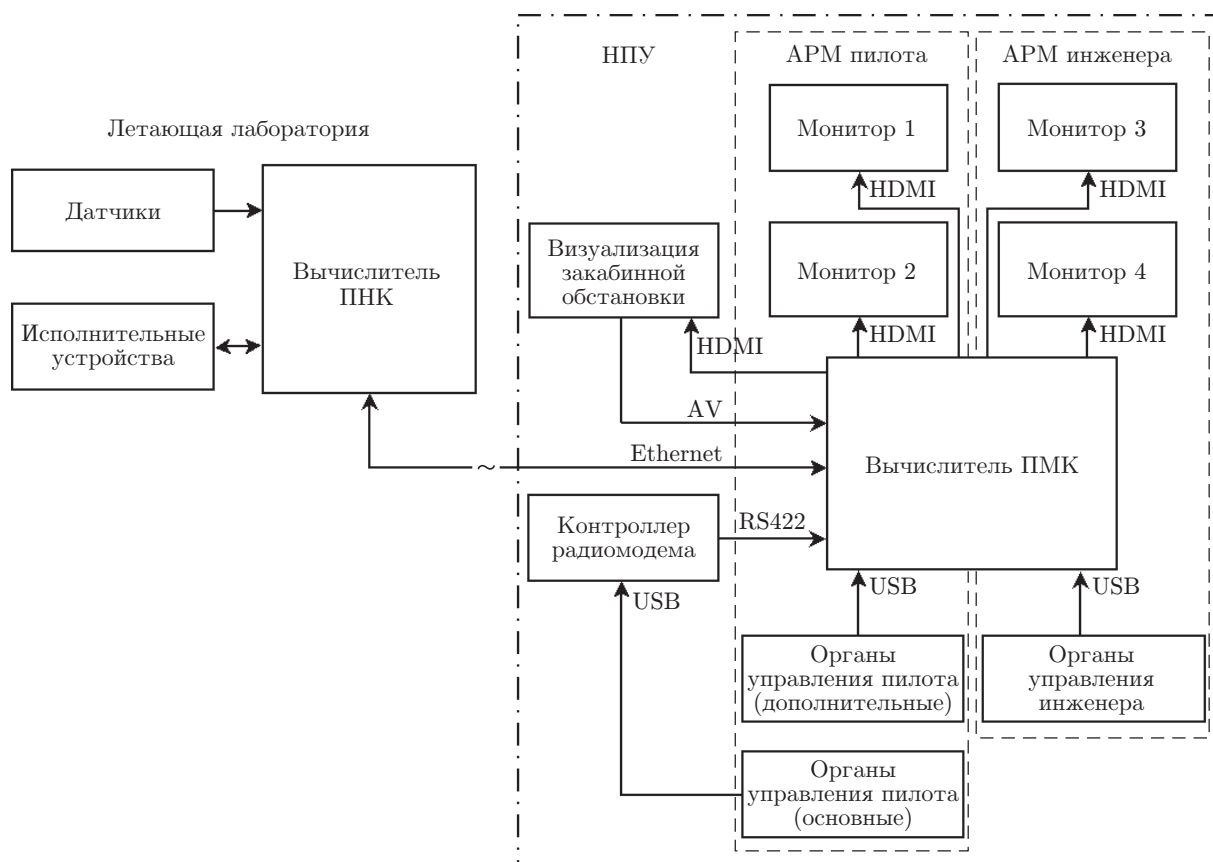 НПУ
АРМ пилота
АРМ инженера
Монитор 1
Монитор 3
Летающая лаборатория
HDMI
HDMI
Датчики
Вычислитель
ПНК
Визуализация
закабинной
обстановки
Монитор 2
Монитор 4
Исполнительные
устройства
HDMI
HDMI
HDMI
AV
Ethernet
~
Вычислитель ПМК
Контроллер
радиомодема
RS422
USB
USB
USB
Органы
управления пилота
(дополнительные)
Органы
управления
инженера
Органы
управления пилота
(основные)